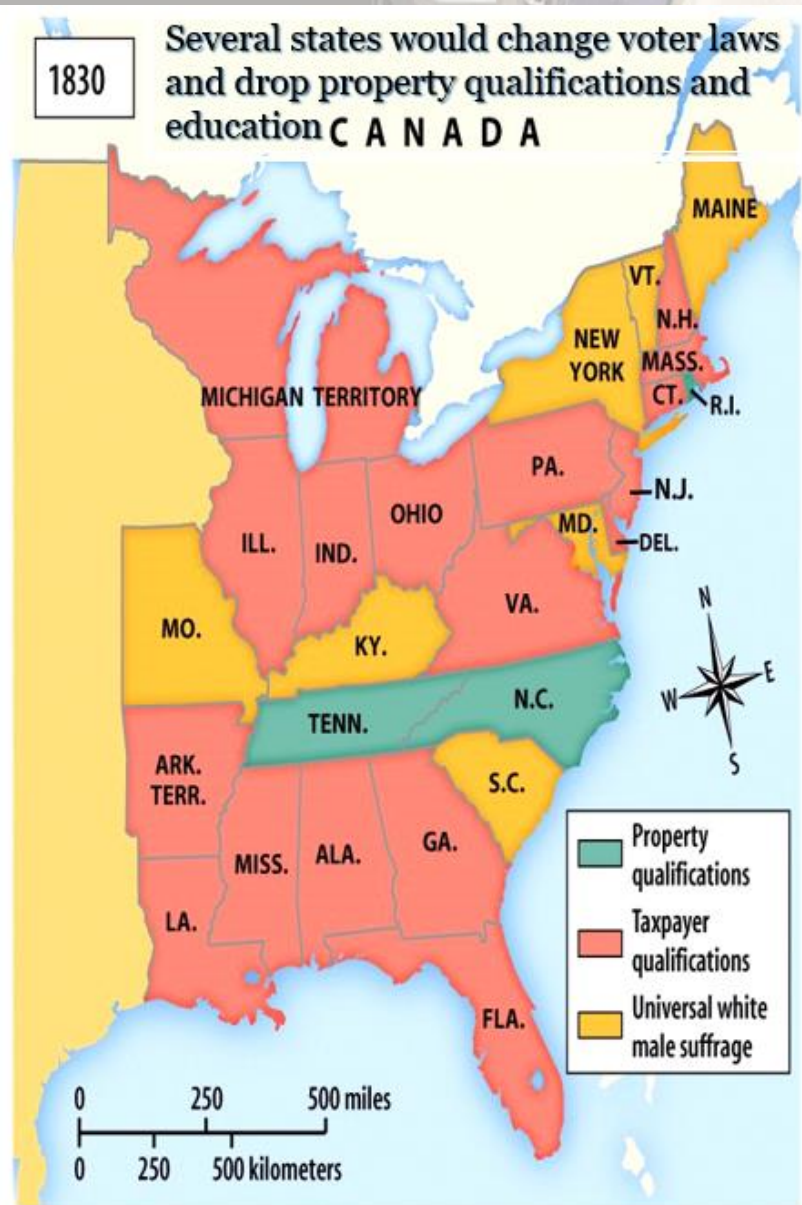 1830
Several states would change voter laws
and drop property qualifications and
education
CANADA
MAINE
VT.
N.H.
NEW
YORK
MASS.
CT.
R.I.
MICHIGAN TERRITORY
PA.
N.J.
OHIO
MD.
DEL.
ILL.
IND.
VA.
MO.
KY.
N
E
W
S
TENN.
N.C.
ARK.
TERR.
S.C.
MISS.
ALA.
GA.
LA.
FLA.
Property
qualifications
Taxpayer
qualifications
Universal white
male suffrage
0 250 500 miles
0 250 500 kilometers